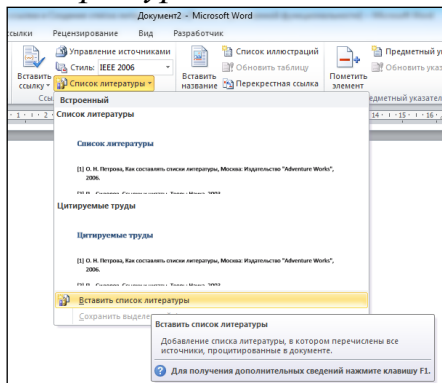 Документ2 - Microsoft Word
ссылки Рецензирование Вид Разработчик
Вставить ссылку
Управление источниками
Стиль: IEEE 2006
Список литературы
Вставить название
Список иллюстраций
Обновить таблицу
Перекрестная ссылка
Пометить элемент
Предметный
Обновить
Встроенный
Список литературы
Список литературы
[1] О. Н. Петрова, Как составлять списки литературы, Москва: Издательство "Adventure Works",
2006.
Цитируемые труды
Цитируемые труды
[1] О. Н. Петрова, Как составлять списки литературы, Москва: Издательство "Adventure Works",
2006.
Вставить список литературы
Сохранить
Вставить список литературы
Добавление списка литературы, в котором перечислены все
источники, процитированные в документе.
Для получения дополнительных сведений нажмите клавишу F1.